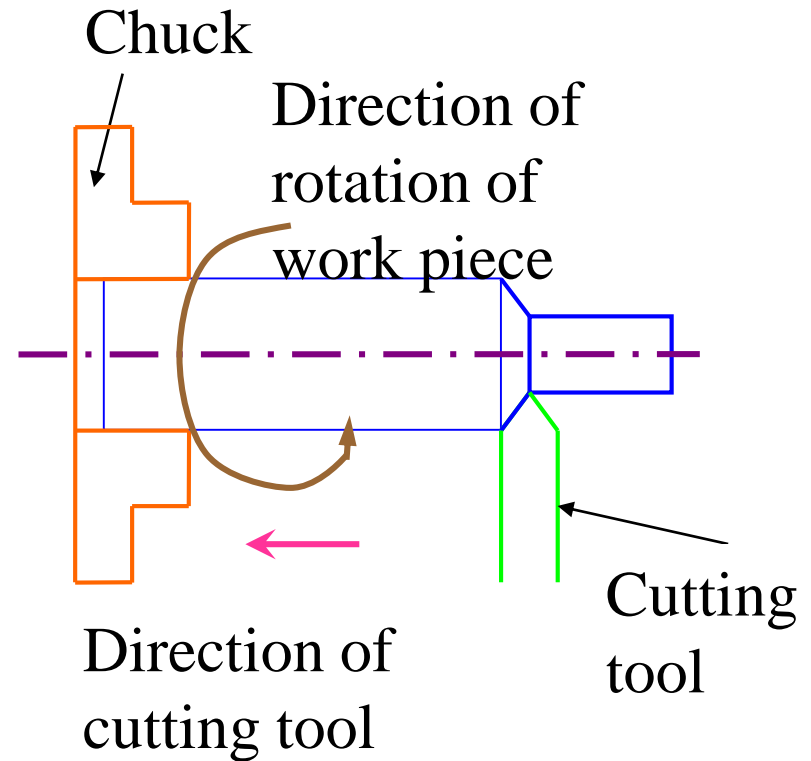 Chuck
Direction of
rotation of
work piece
Cutting
tool
Direction of
cutting tool